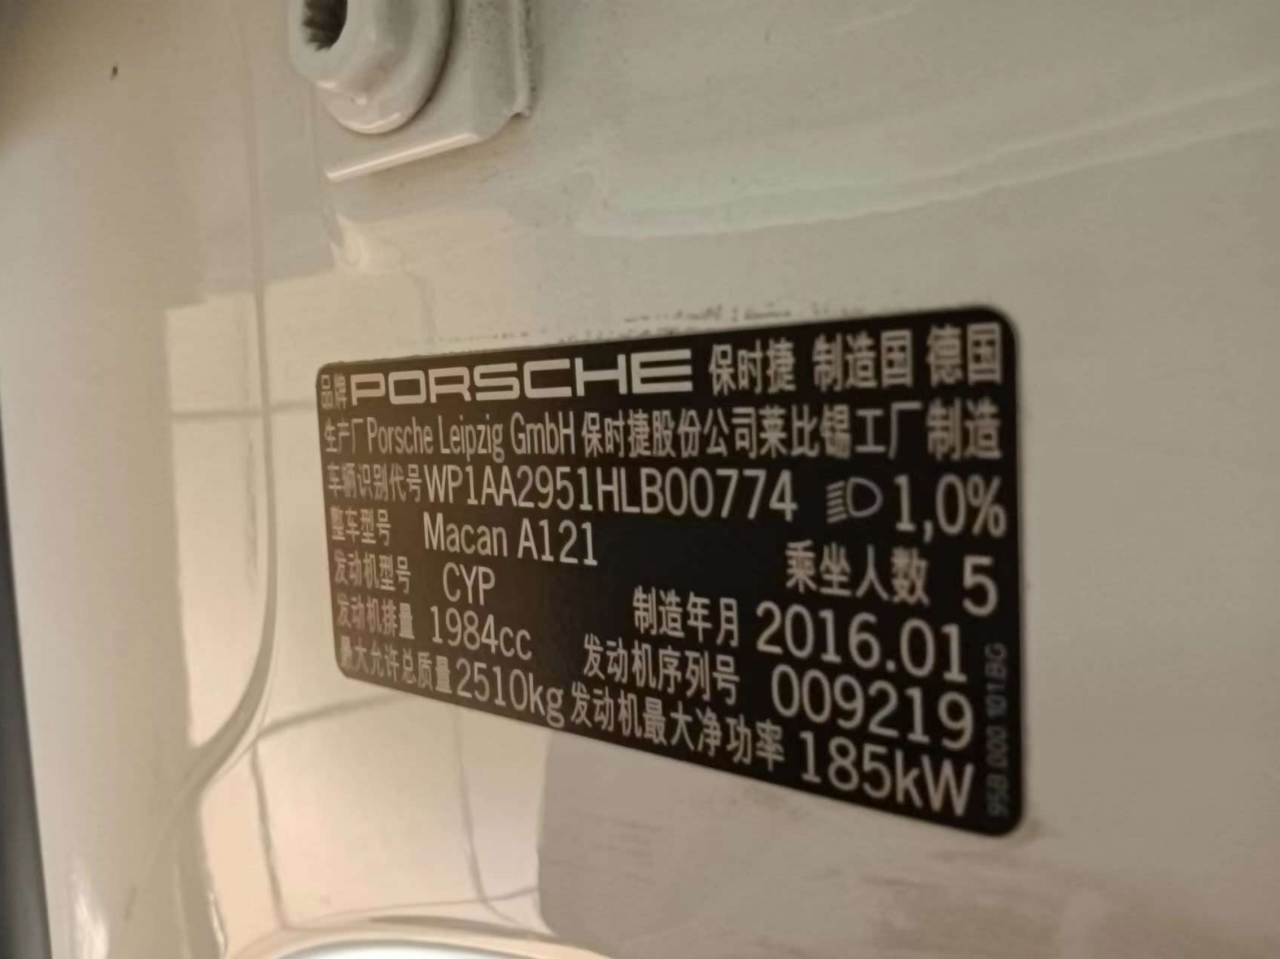 品牌 PORSCHE 保时捷 制造国 德国
生产厂 Porsche Leipzig GmbH 保时捷股份公司莱比锡工厂制造
车辆识别代号 WP1AA2951HLB00774 1,0%
整车型号 Macan A121 乘坐人数 5
发动机型号 CYP 制造年月 2016.01
发动机排量 1984cc 发动机序列号 009219
最大允许总质量 2510kg 发动机最大净功率 185kW
95B.000.101.BG